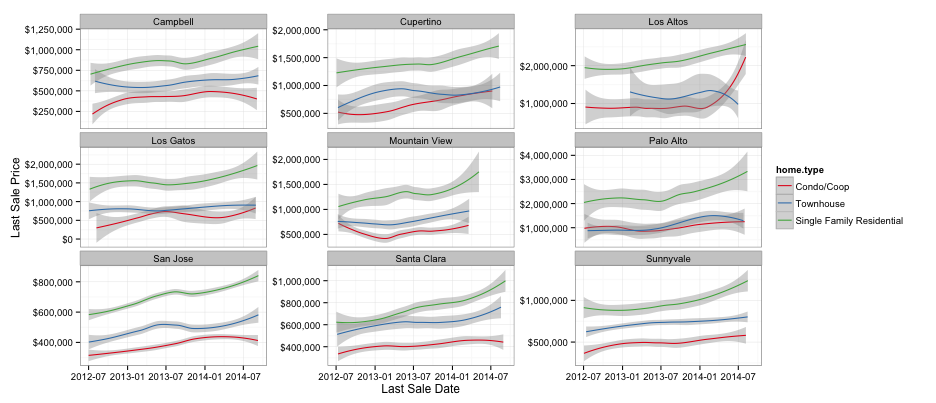 Campbell
Cupertino
Los Altos
$1,250,000
$1,000,000
$750,000
$500,000
$250,000
$2,000,000
$1,500,000
$1,000,000
$500,000
$2,000,000
$1,000,000
Los Gatos
Mountain View
Palo Alto
$2,000,000
$1,500,000
$1,000,000
$500,000
$0
$2,000,000
$1,500,000
$1,000,000
$500,000
$4,000,000
$3,000,000
$2,000,000
$1,000,000
San Jose
Santa Clara
Sunnyvale
$800,000
$600,000
$400,000
$1,000,000
$800,000
$600,000
$400,000
$1,000,000
$500,000
2012-07 2013-01 2013-07 2014-01 2014-07
2012-07 2013-01 2013-07 2014-01 2014-07
2012-07 2013-01 2013-07 2014-01 2014-07
Last Sale Date
Last Sale Price
home.type
Condo/Coop
Townhouse
Single Family Residential